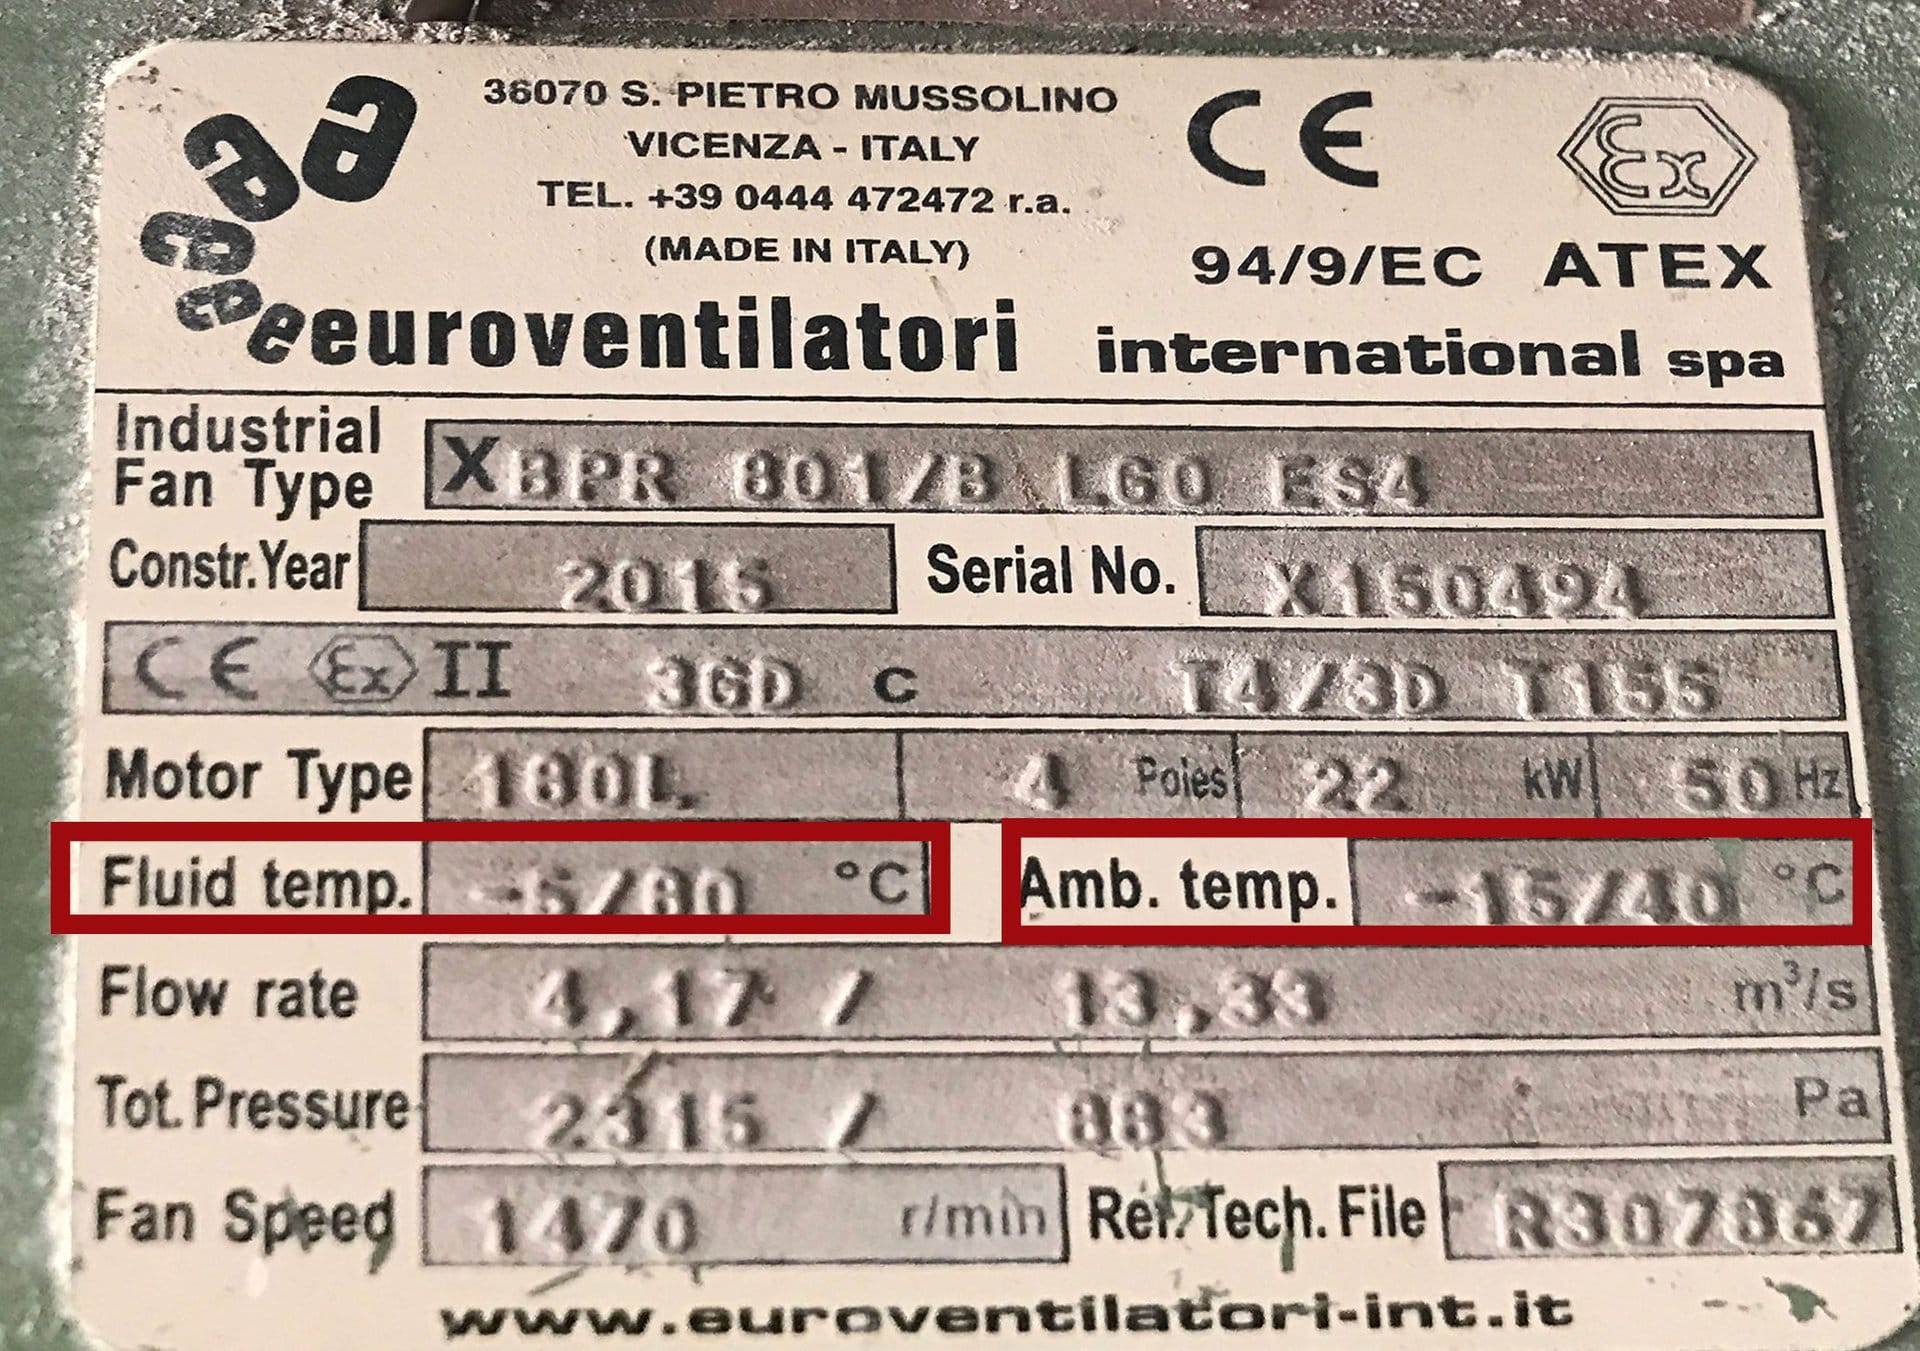 36070 S. PIETRO MUSSOLINO
VICENZA - ITALY
TEL. +39 0444 472472 r.a.
(MADE IN ITALY)
CE Ex
94/9/EC ATEX
euroventilatori international spa
Industrial Fan Type XBPR 801/B L60 ES4
Constr.Year 2015 Serial No. X150494
CE Ex II 3GD c T4/3D T155
Motor Type 180L 4 Poles 22 kW 50 Hz
Fluid temp. -5/80 °C Amb. temp. -15/40 °C
Flow rate 4,17 / 13,33 m³/s
Tot. Pressure 2315 / 883 Pa
Fan Speed 1470 r/min Ref. Tech. File
www.euroventilatori-int.it